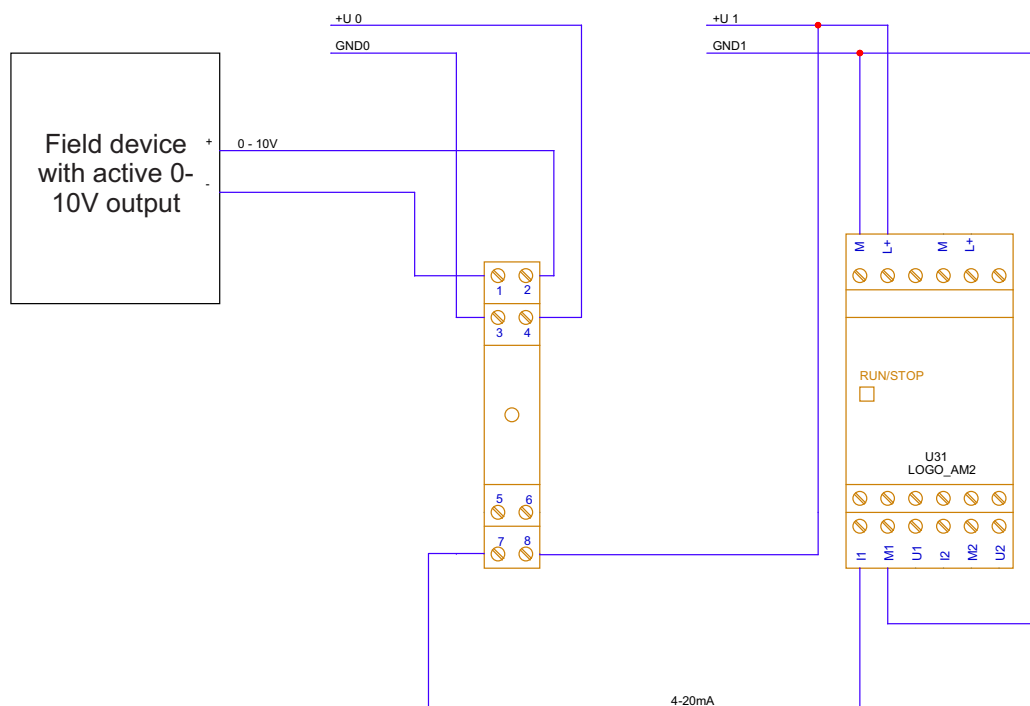 +U 0
GND0
+U 1
GND1
Field device
with active 0-
10V output
+
-
0 - 10V
M
L+
M
L+
1
2
3
4
RUN/STOP
U31
LOGO_AM2
5
6
7
8
I1
M1
U1
I2
M2
U2
4-20mA